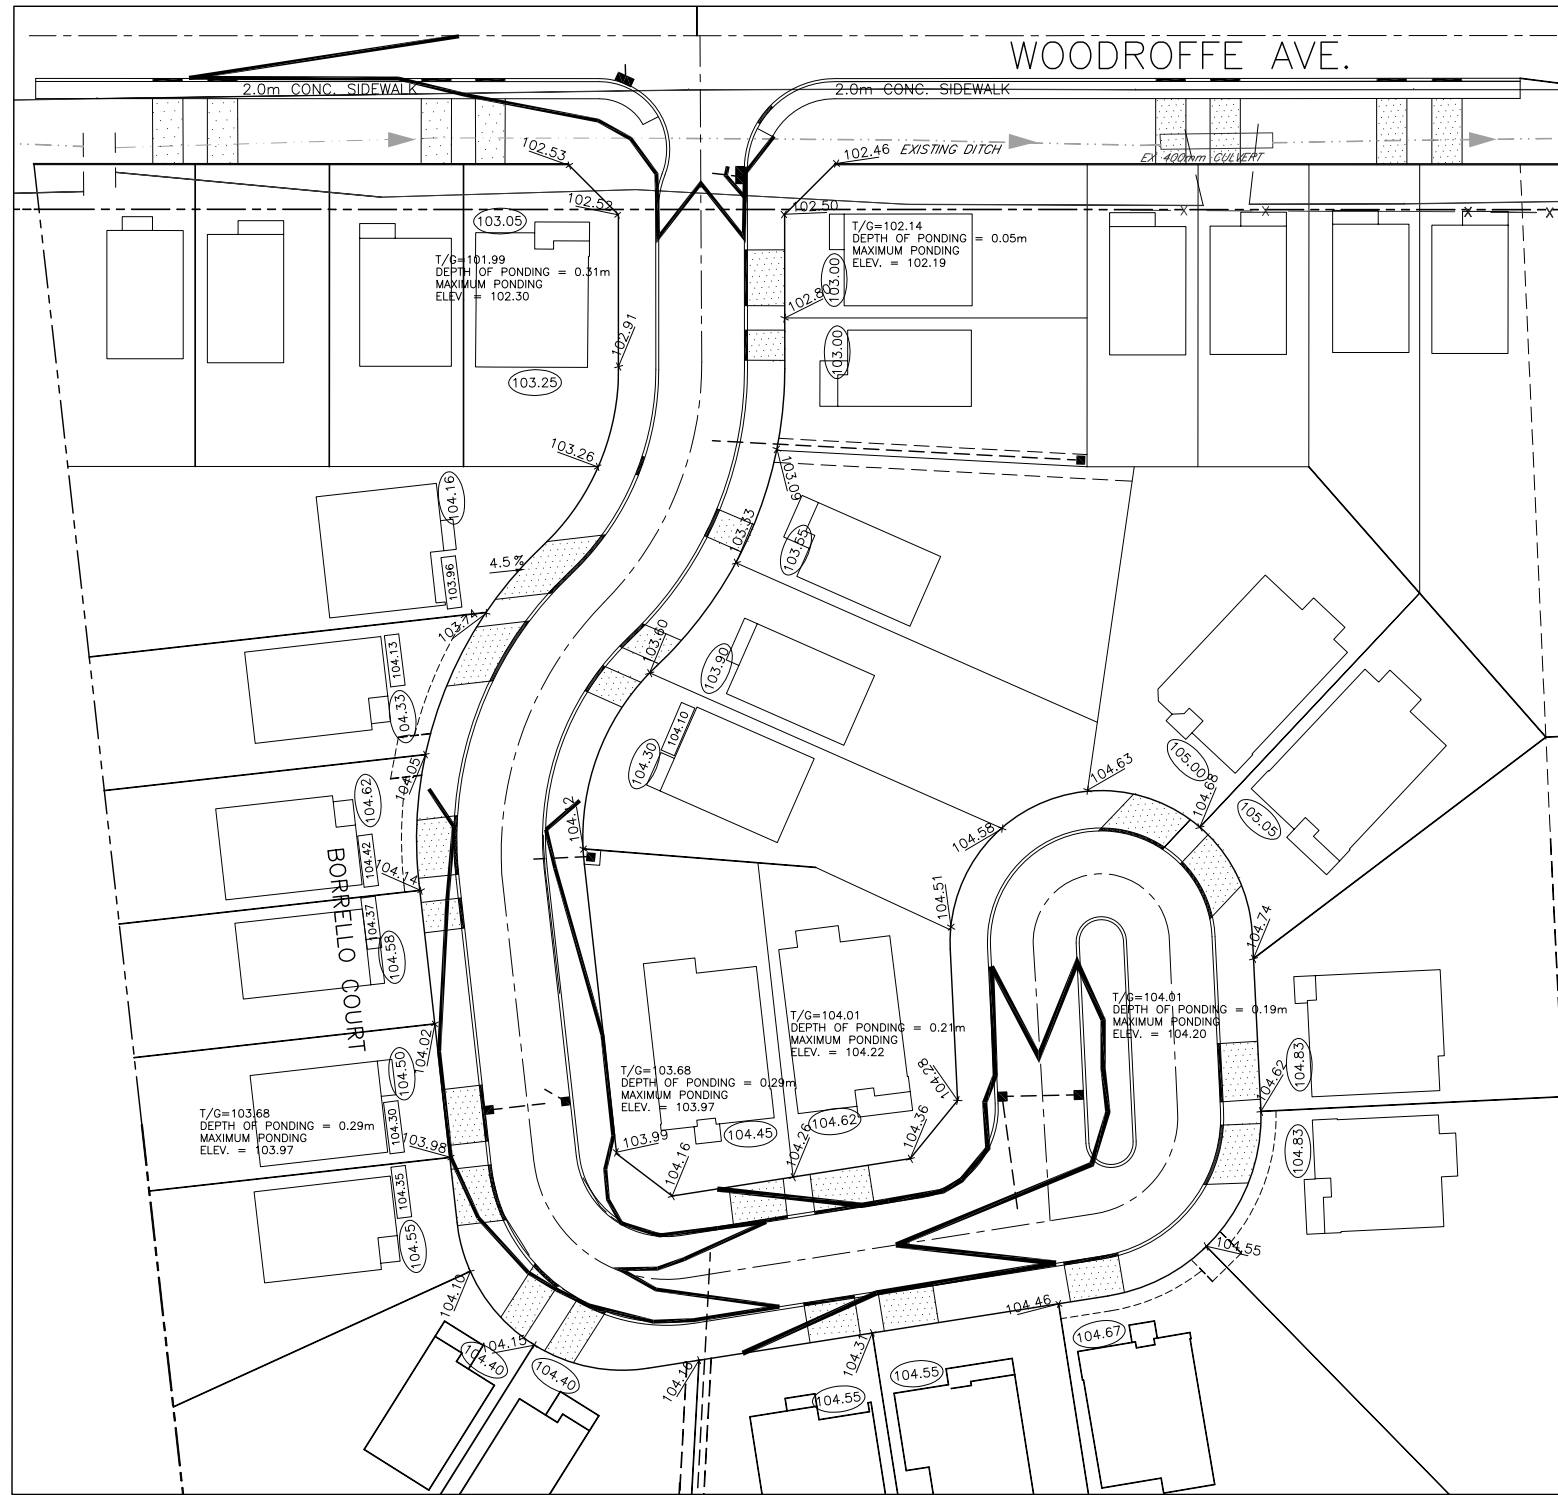 WOODROFFE AVE.
2.0m CONC. SIDEWALK
2.0m CONC. SIDEWALK
102.53
102.46
EXISTING DITCH
EX 400mm CULVERT
102.52
102.50
103.05
T/G=101.99
DEPTH OF PONDING = 0.31m
MAXIMUM PONDING
ELEV. = 102.30
T/G=102.14
DEPTH OF PONDING = 0.05m
MAXIMUM PONDING
ELEV. = 102.19
103.00
102.80
102.91
103.00
103.25
103.26
103.09
104.16
103.33
103.55
4.5%
103.96
103.74
103.60
104.13
103.90
104.33
104.10
104.30
104.05
104.63
105.00
104.68
105.05
104.62
104.12
104.58
104.42
104.14
BORRELLO COURT
104.37
104.58
104.51
104.74
104.02
T/G=104.01
DEPTH OF PONDING = 0.21m
MAXIMUM PONDING
ELEV. = 104.22
T/G=104.01
DEPTH OF PONDING = 0.19m
MAXIMUM PONDING
ELEV. = 104.20
104.50
T/G=103.68
DEPTH OF PONDING = 0.29m
MAXIMUM PONDING
ELEV. = 103.97
104.28
104.83
104.62
T/G=103.68
DEPTH OF PONDING = 0.29m
MAXIMUM PONDING
ELEV. = 103.97
104.30
103.98
103.99
104.45
104.62
104.36
104.26
104.16
104.83
104.35
104.55
104.55
104.10
104.46
104.15
104.40
104.40
104.16
104.31
104.67
104.55
104.55